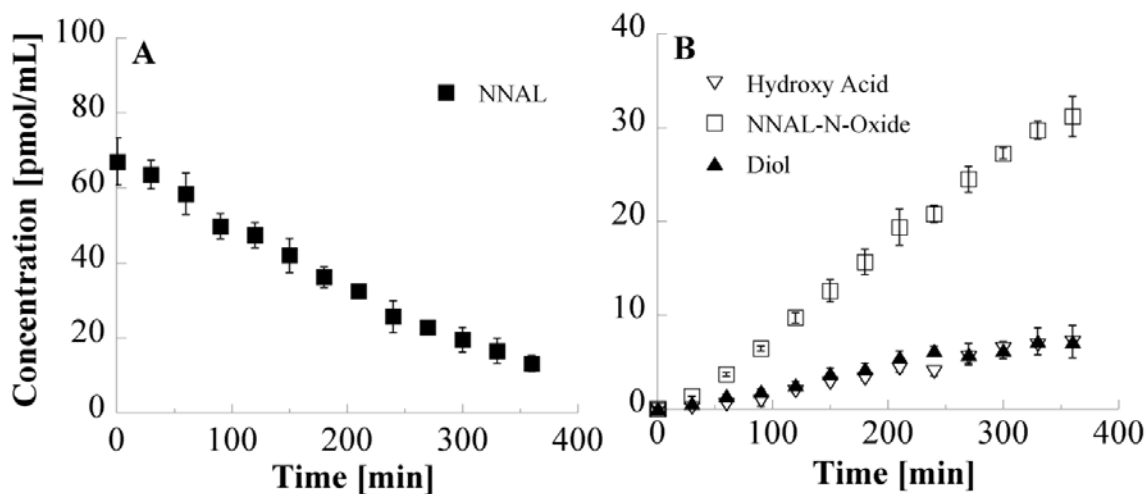 A
NNAL
100
80
60
40
20
0
0
100
200
300
400
Time [min]
Concentration [pmol/mL]
B
Hydroxy Acid
NNAL-N-Oxide
Diol
40
30
20
10
0
0
100
200
300
400
Time [min]